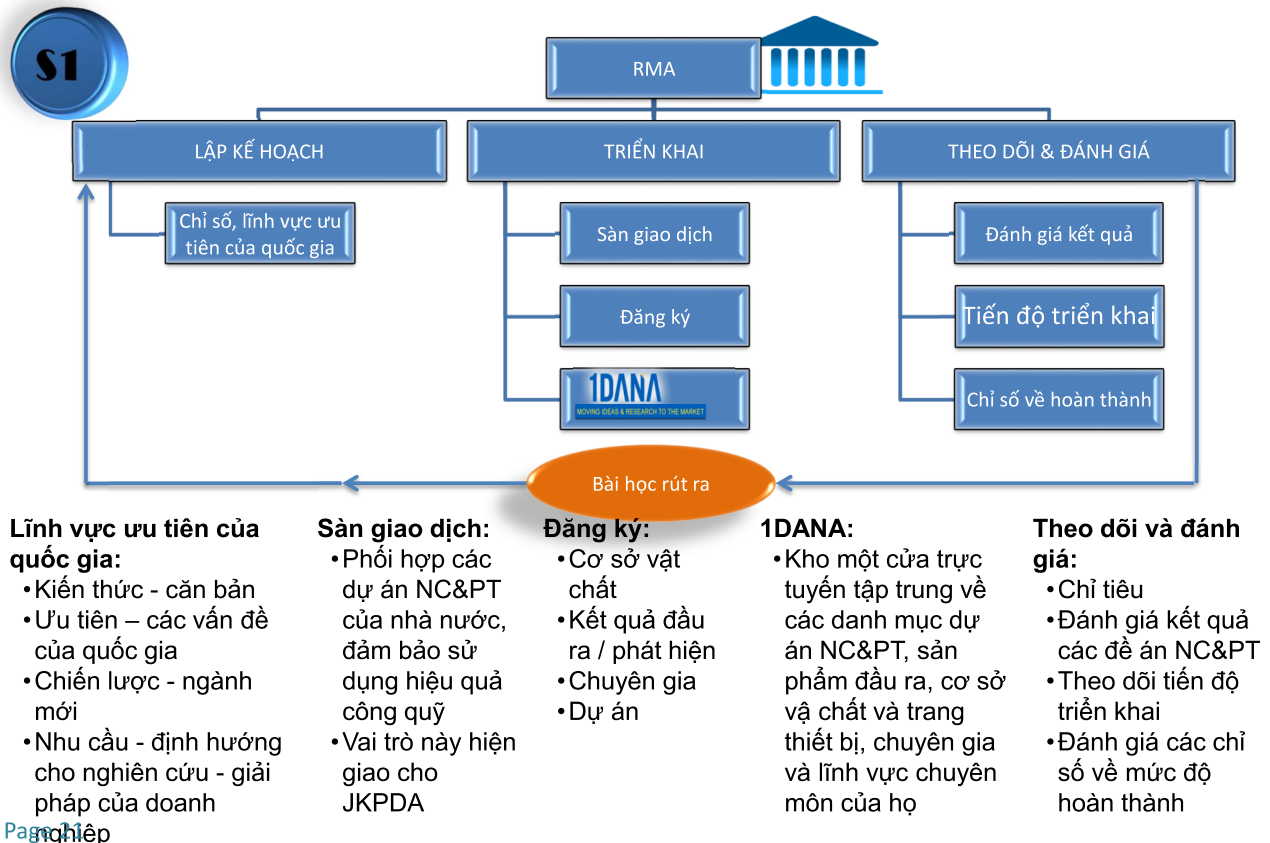 S1
RMA
LẬP KẾ HOẠCH
TRIỂN KHAI
THEO DÕI & ĐÁNH GIÁ
Chỉ số, lĩnh vực ưu
tiên của quốc gia
Sàn giao dịch
Đăng ký
1DANA
MOVING IDEAS & RESEARCH TO THE MARKET
Đánh giá kết quả
Tiến độ triển khai
Chỉ số về hoàn thành
Bài học rút ra
Lĩnh vực ưu tiên của
quốc gia:
•Kiến thức - căn bản
•Ưu tiên – các vấn đề
của quốc gia
•Chiến lược - ngành
mới
•Nhu cầu - định hướng
cho nghiên cứu - giải
pháp của doanh
nghiệp
Sàn giao dịch:
•Phối hợp các
dự án NC&PT
của nhà nước,
đảm bảo sử
dụng hiệu quả
công quỹ
•Vai trò này hiện
giao cho
JKPDA
Đăng ký:
•Cơ sở vật
chất
•Kết quả đầu
ra / phát hiện
•Chuyên gia
•Dự án
1DANA:
•Kho một cửa trực
tuyến tập trung về
các danh mục dự
án NC&PT, sản
phẩm đầu ra, cơ sở
vậ chất và trang
thiết bị, chuyên gia
và lĩnh vực chuyên
môn của họ
Theo dõi và đánh
giá:
•Chỉ tiêu
•Đánh giá kết quả
các đề án NC&PT
•Theo dõi tiến độ
triển khai
•Đánh giá các chỉ
số về mức độ
hoàn thành
Page 21